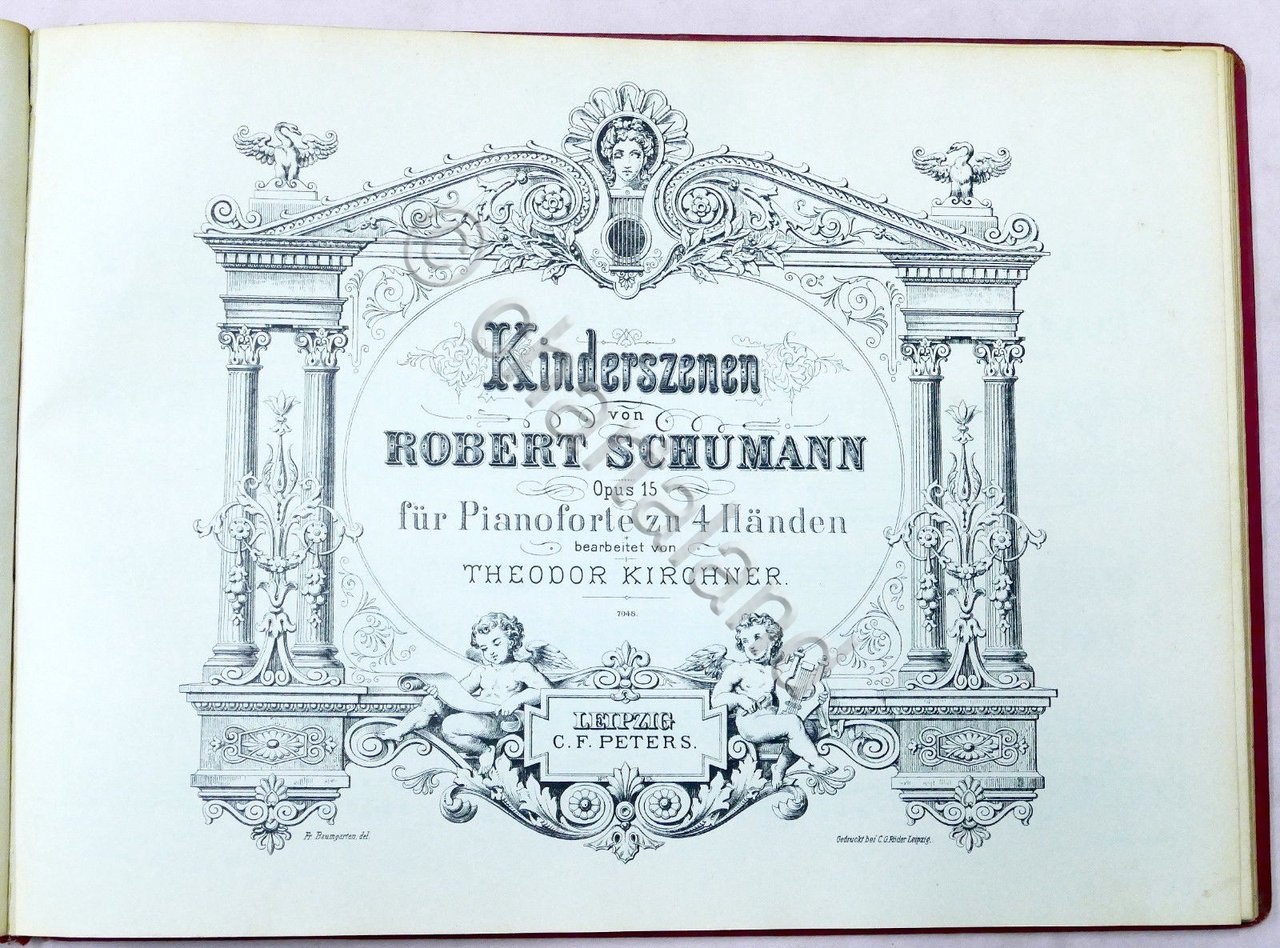 Kinderszenen
von
ROBERT SCHUMANN
Opus 15
für Pianoforte zu 4 Händen
bearbeitet von
THEODOR KIRCHNER.
7048.
LEIPZIG
C. F. PETERS.
Fr. Baumgarten, del.
Gedruckt bei C. G. Röder Leipzig.
© chartaland